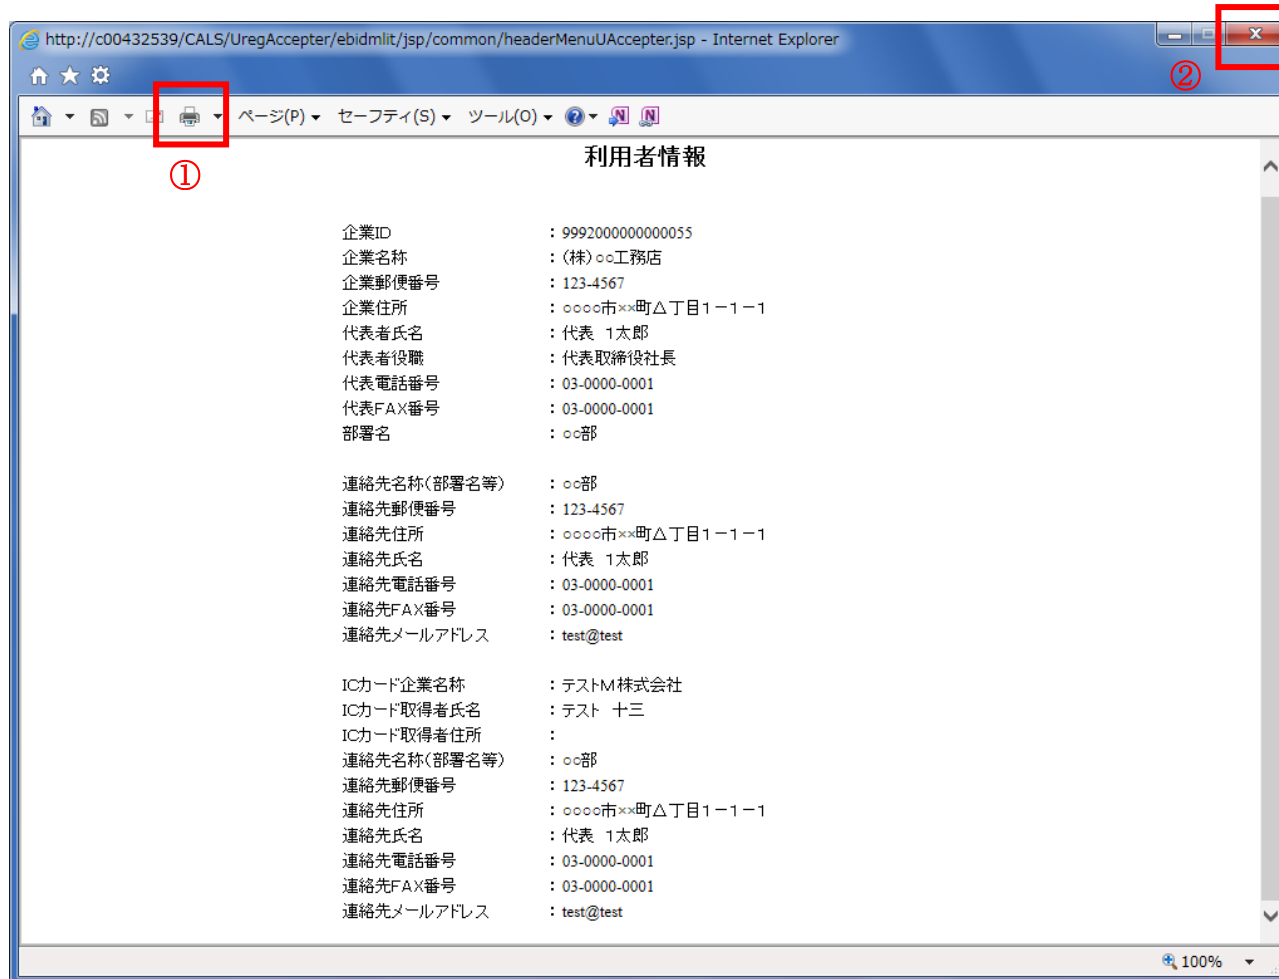 http://c00432539/CALS/UregAccepter/ebidmlit/jsp/common/headerMenuUAccepter.jsp - Internet Explorer
②
ページ(P) セーフティ(S) ツール(O)
①
利用者情報
企業ID : 9992000000000055
企業名称 : (株)○○工務店
企業郵便番号 : 123-4567
企業住所 : ○○○○市××町△丁目1-1-1
代表者氏名 : 代表 1太郎
代表者役職 : 代表取締役社長
代表電話番号 : 03-0000-0001
代表FAX番号 : 03-0000-0001
部署名 : ○○部
連絡先名称(部署名等) : ○○部
連絡先郵便番号 : 123-4567
連絡先住所 : ○○○○市××町△丁目1-1-1
連絡先氏名 : 代表 1太郎
連絡先電話番号 : 03-0000-0001
連絡先FAX番号 : 03-0000-0001
連絡先メールアドレス : test@test
ICカード企業名称 : テストM株式会社
ICカード取得者氏名 : テスト 十三
ICカード取得者住所 :
連絡先名称(部署名等) : ○○部
連絡先郵便番号 : 123-4567
連絡先住所 : ○○○○市××町△丁目1-1-1
連絡先氏名 : 代表 1太郎
連絡先電話番号 : 03-0000-0001
連絡先FAX番号 : 03-0000-0001
連絡先メールアドレス : test@test
100%